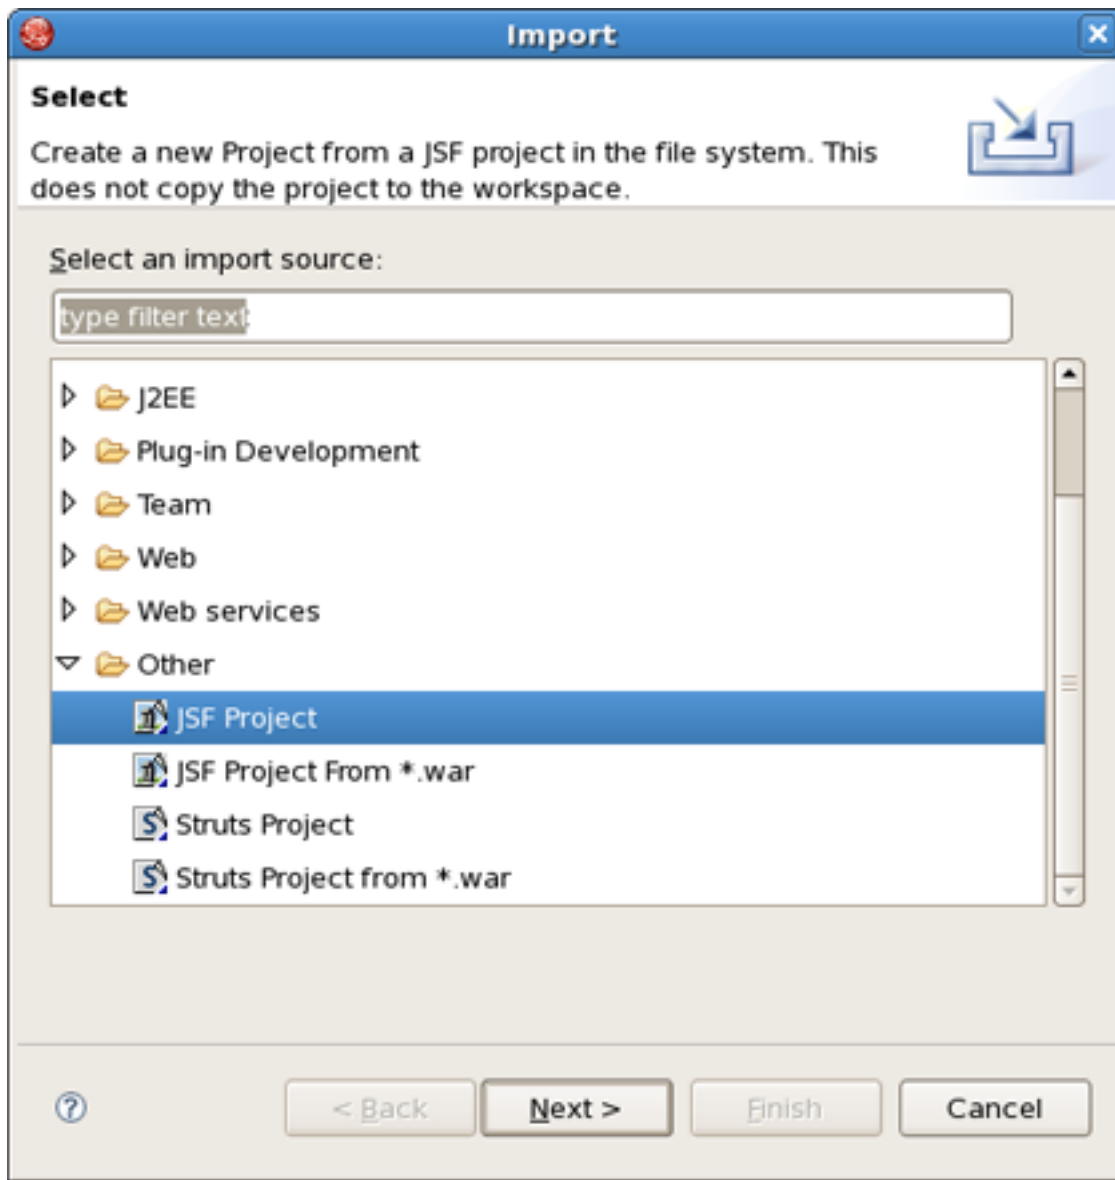 Import
Select
Create a new Project from a JSF project in the file system. This
does not copy the project to the workspace.
Select an import source:
type filter text
J2EE
Plug-in Development
Team
Web
Web services
Other
JSF Project
JSF Project From *.war
Struts Project
Struts Project from *.war
< Back Next > Finish Cancel